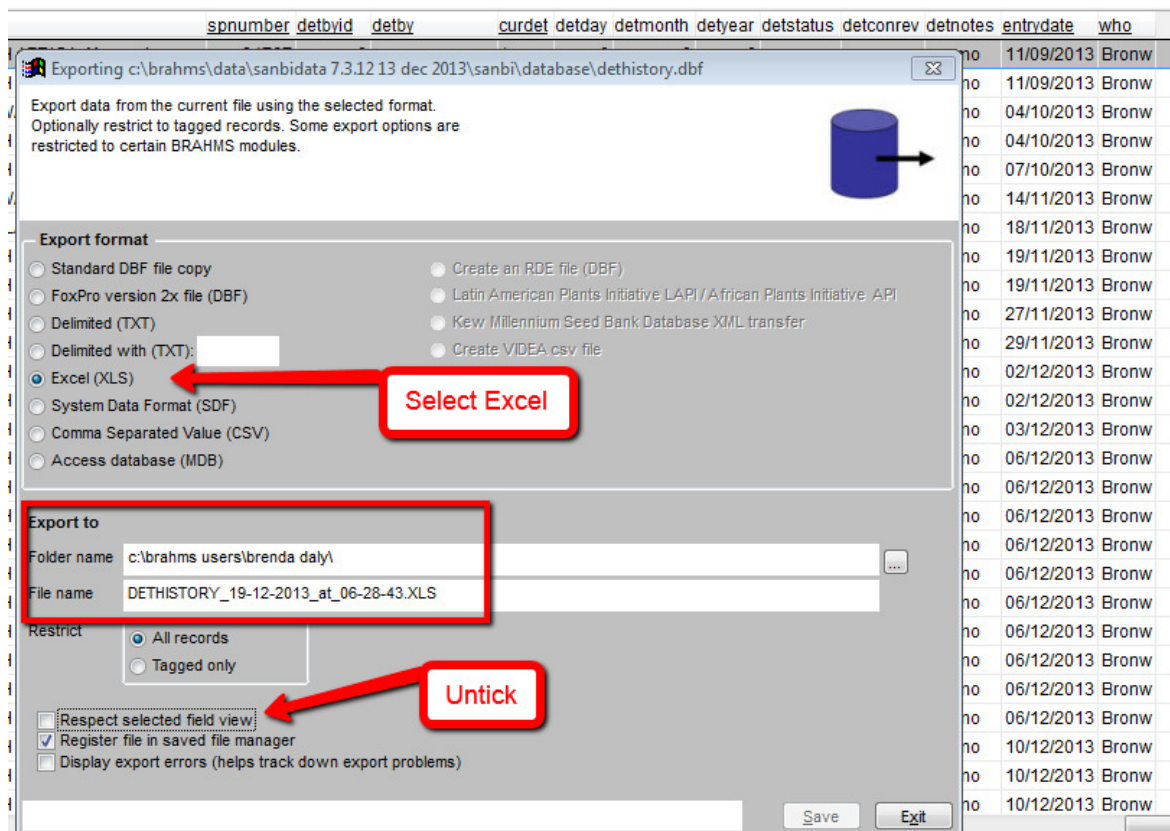 spnumber detbyid detby curdet detday detmonth detyear detstatus detconrev detnotes entrydate who
Exporting c:\brahms\data\sanbidata 7.3.12 13 dec 2013\sanbi\database\dethistory.dbf
no 11/09/2013 Bronw
Export data from the current file using the selected format.
Optionally restrict to tagged records. Some export options are
restricted to certain BRAHMS modules.
no 11/09/2013 Bronw
no 04/10/2013 Bronw
no 04/10/2013 Bronw
no 07/10/2013 Bronw
no 14/11/2013 Bronw
no 18/11/2013 Bronw
no 19/11/2013 Bronw
no 19/11/2013 Bronw
no 27/11/2013 Bronw
no 29/11/2013 Bronw
no 02/12/2013 Bronw
no 02/12/2013 Bronw
no 03/12/2013 Bronw
no 06/12/2013 Bronw
no 06/12/2013 Bronw
no 06/12/2013 Bronw
no 06/12/2013 Bronw
no 06/12/2013 Bronw
no 06/12/2013 Bronw
no 06/12/2013 Bronw
no 06/12/2013 Bronw
no 06/12/2013 Bronw
no 06/12/2013 Bronw
no 10/12/2013 Bronw
no 10/12/2013 Bronw
no 10/12/2013 Bronw
Export format
Standard DBF file copy
FoxPro version 2x file (DBF)
Delimited (TXT)
Delimited with (TXT):
Excel (XLS)
System Data Format (SDF)
Comma Separated Value (CSV)
Access database (MDB)
Create an RDE file (DBF)
Latin American Plants Initiative LAPI / African Plants Initiative API
Kew Millennium Seed Bank Database XML transfer
Create VIDEA csv file
Select Excel
Export to
Folder name c:\brahms users\brenda daly\
...
File name DETHISTORY_19-12-2013_at_06-28-43.XLS
Restrict
All records
Tagged only
Untick
Respect selected field view
Register file in saved file manager
Display export errors (helps track down export problems)
Save Exit